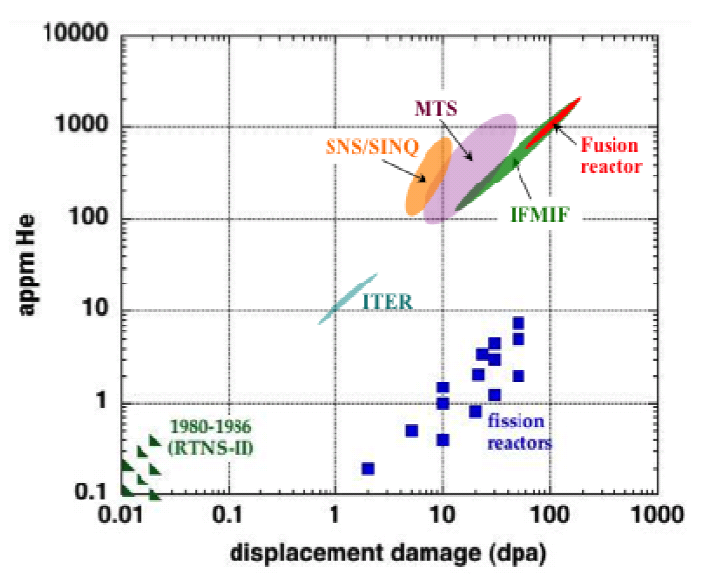 10000
1000
100
10
1
0.1
appm He
MTS
SNS/SINQ
Fusion
reactor
IFMIF
ITER
1980-1986
(RTNS-II)
fission
reactors
0.01 0.1 1 10 100 1000
displacement damage (dpa)